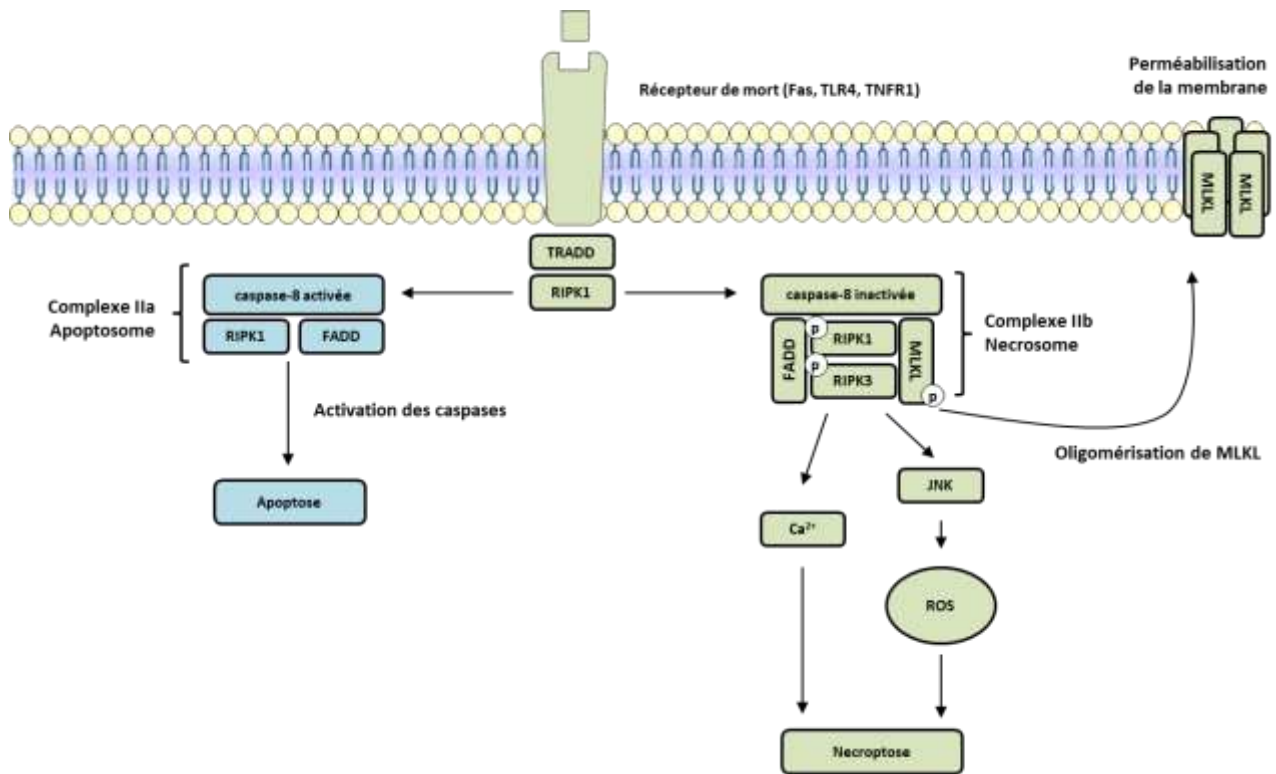 Récepteur de mort (Fas, TLR4, TNFR1)
Perméabilisation
de la membrane
MLKL
MLKL
TRADD
RIPK1
Complexe IIa
Apoptosome
caspase-8 activée
RIPK1
FADD
caspase-8 inactivée
FADD
p
RIPK1
p
RIPK3
MLKL
p
Complexe IIb
Necrosome
Activation des caspases
Oligomérisation de MLKL
Apoptose
JNK
Ca²⁺
ROS
Necroptose